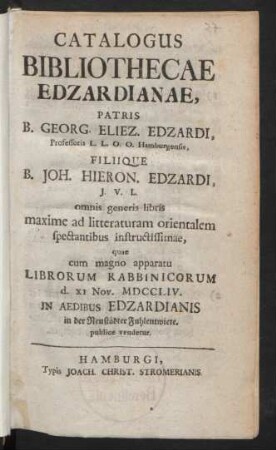 CATALOGUS
BIBLIOTHECAE
EDZARDIANAE,
PATRIS
B. GEORG. ELIEZ. EDZARDI,
Professoris L. L. O. O. Hamburgensis,
FILIIQUE
B. JOH. HIERON. EDZARDI,
J. V. L.
omnis generis libris
maxime ad litteraturam orientalem
spectantibus instructissimae,
quae
cum magno apparatu
LIBRORUM RABBINICORUM
d. XI Nov. MDCCLIV.
IN AEDIBUS EDZARDIANIS
in der Neustädter Fuhlentwiete.
publice vendetur.
HAMBURGI,
Typis JOACH. CHRIST. STROMERIANIS.